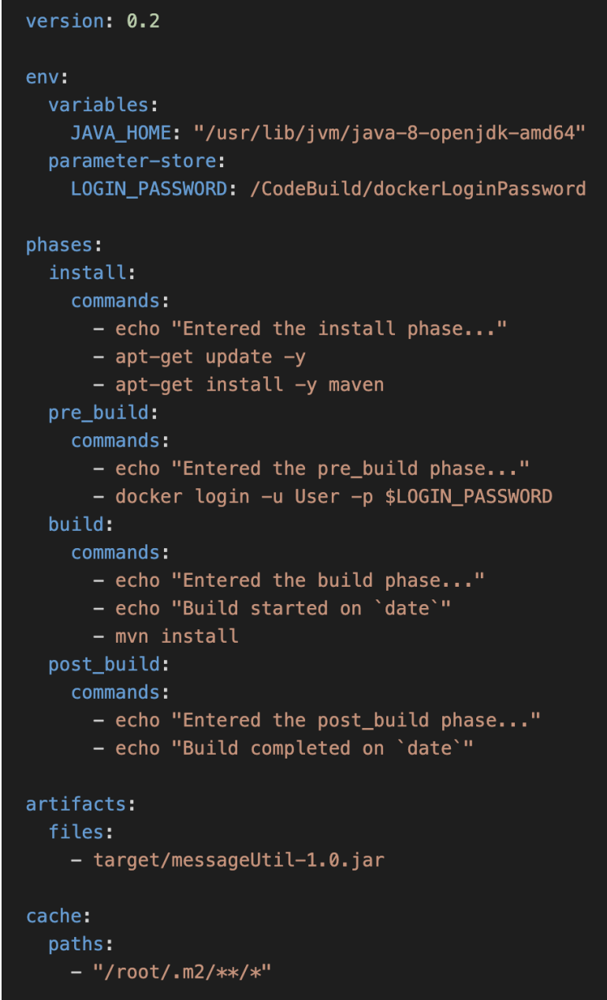 version: 0.2

env:
  variables:
    JAVA_HOME: "/usr/lib/jvm/java-8-openjdk-amd64"
  parameter-store:
    LOGIN_PASSWORD: /CodeBuild/dockerLoginPassword

phases:
  install:
    commands:
      - echo "Entered the install phase..."
      - apt-get update -y
      - apt-get install -y maven
  pre_build:
    commands:
      - echo "Entered the pre_build phase..."
      - docker login -u User -p $LOGIN_PASSWORD
  build:
    commands:
      - echo "Entered the build phase..."
      - echo "Build started on `date`"
      - mvn install
  post_build:
    commands:
      - echo "Entered the post_build phase..."
      - echo "Build completed on `date`"

artifacts:
  files:
    - target/messageUtil-1.0.jar

cache:
  paths:
    - "/root/.m2/**/*"